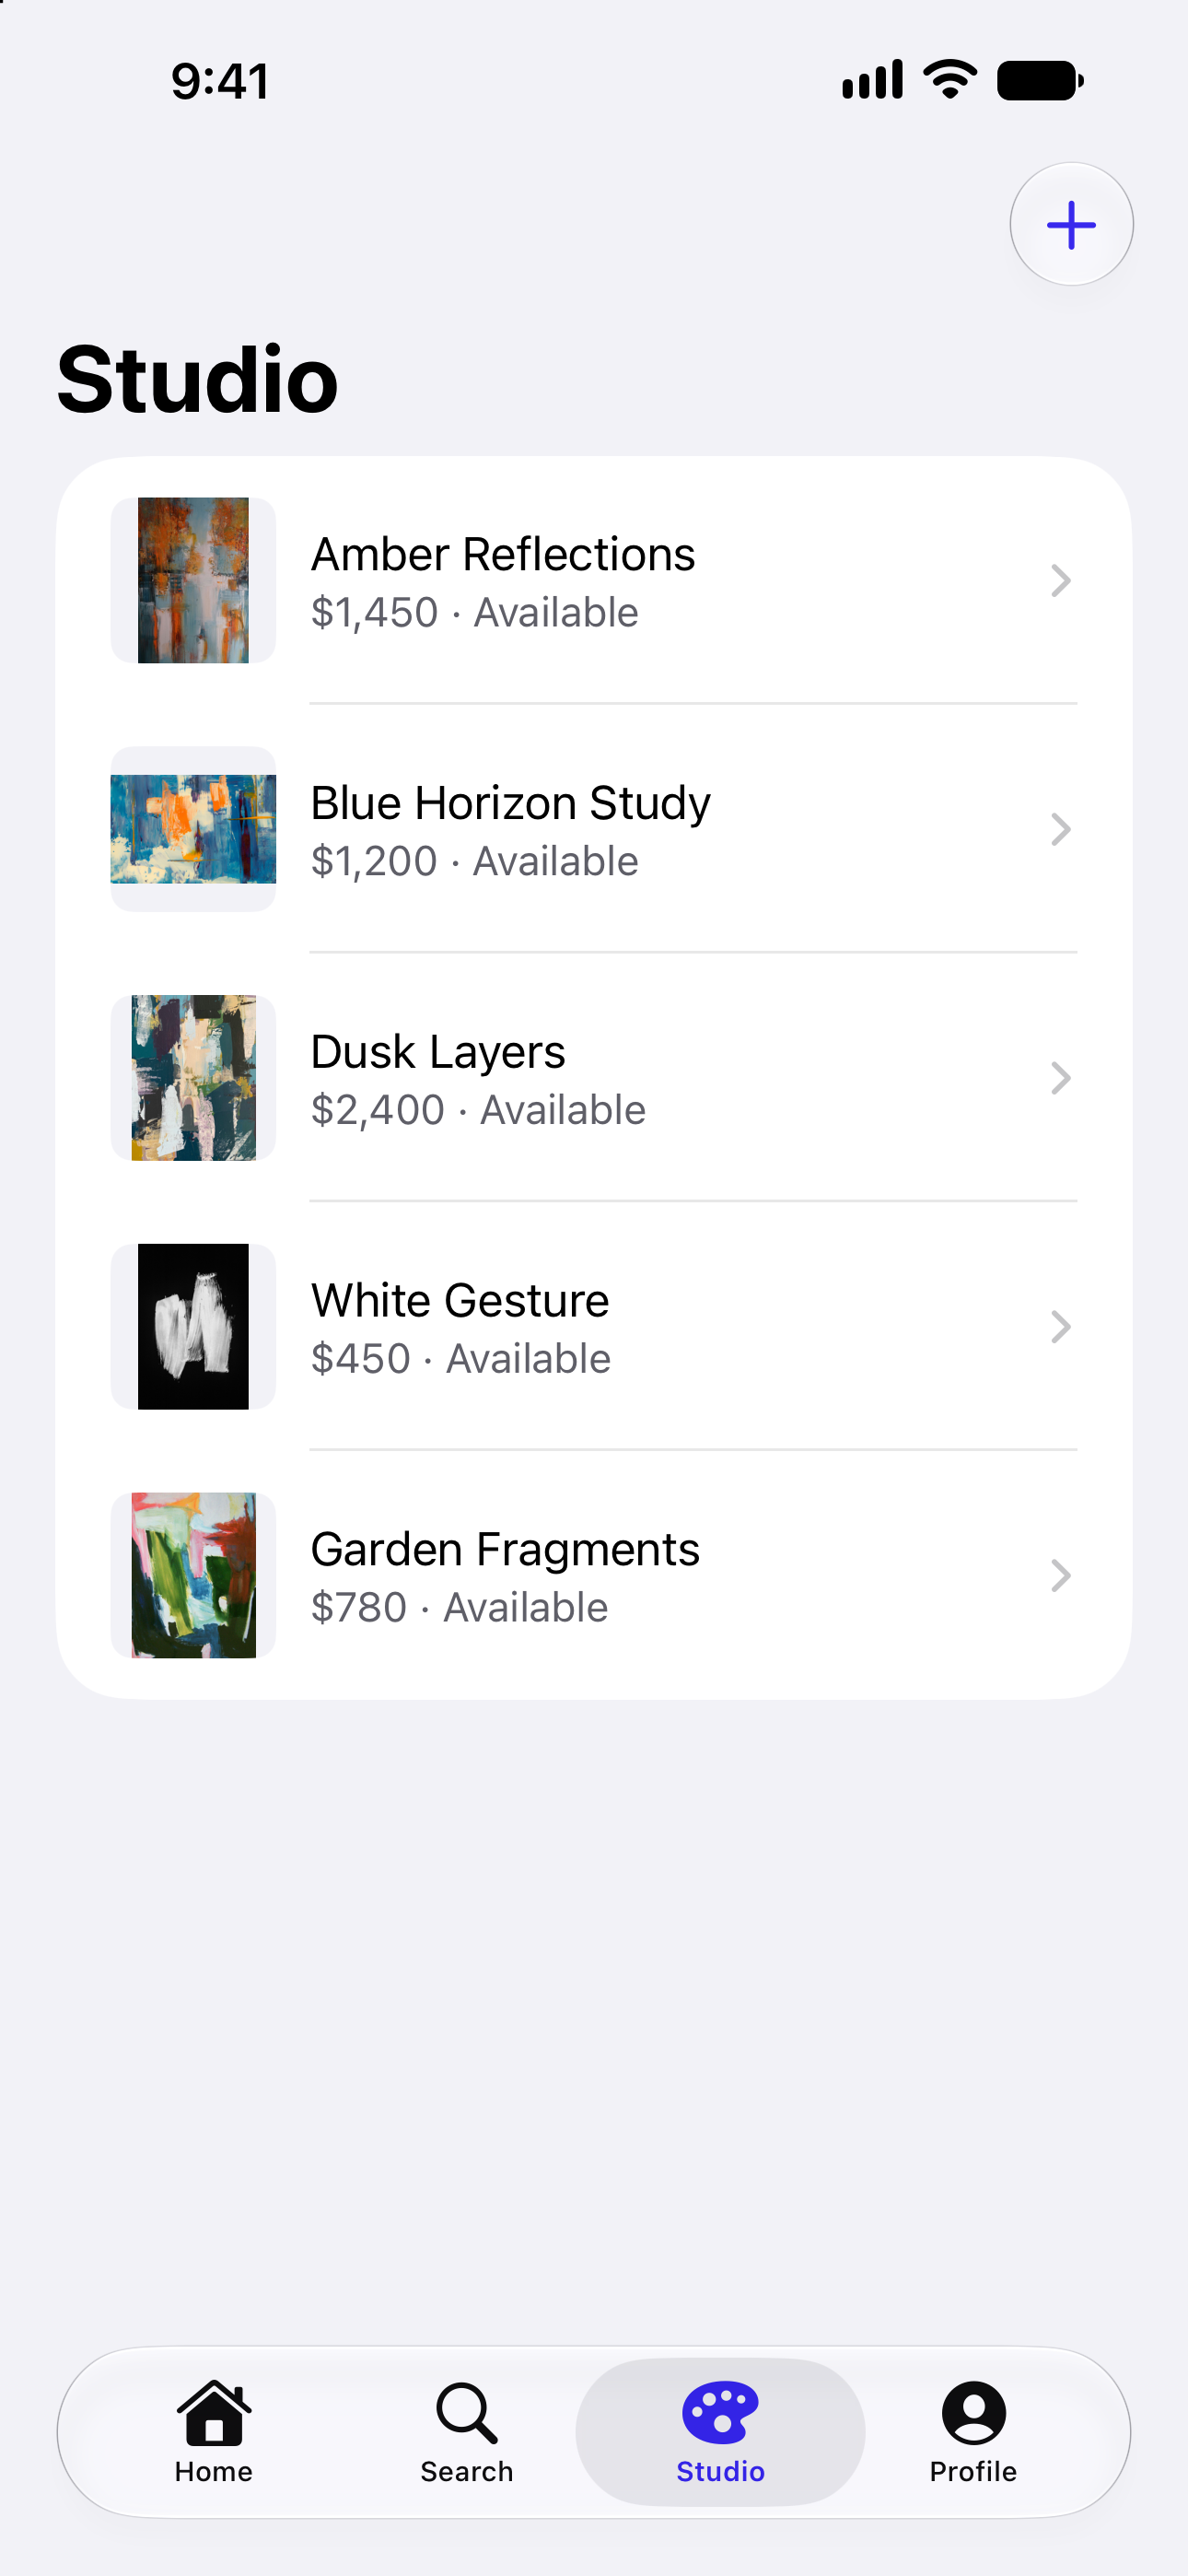 9:41
Studio
Amber Reflections
$1,450 · Available
Blue Horizon Study
$1,200 · Available
Dusk Layers
$2,400 · Available
White Gesture
$450 · Available
Garden Fragments
$780 · Available
Home
Search
Studio
Profile